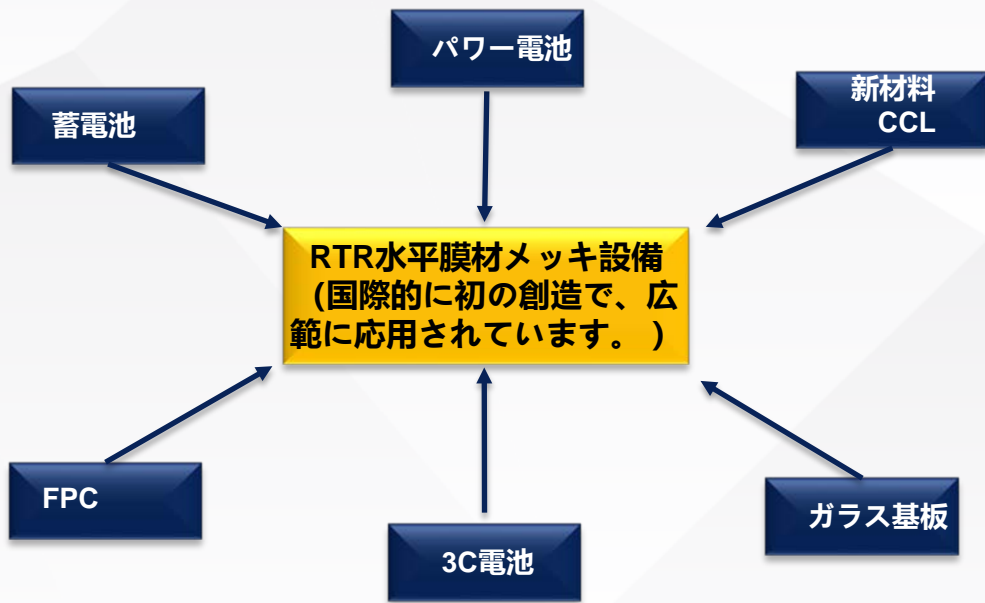 パワー電池
蓄電池
新材料
CCL
RTR水平膜材メッキ設備
(国際的に初の創造で、広
範に応用されています。 )
FPC
3C電池
ガラス基板